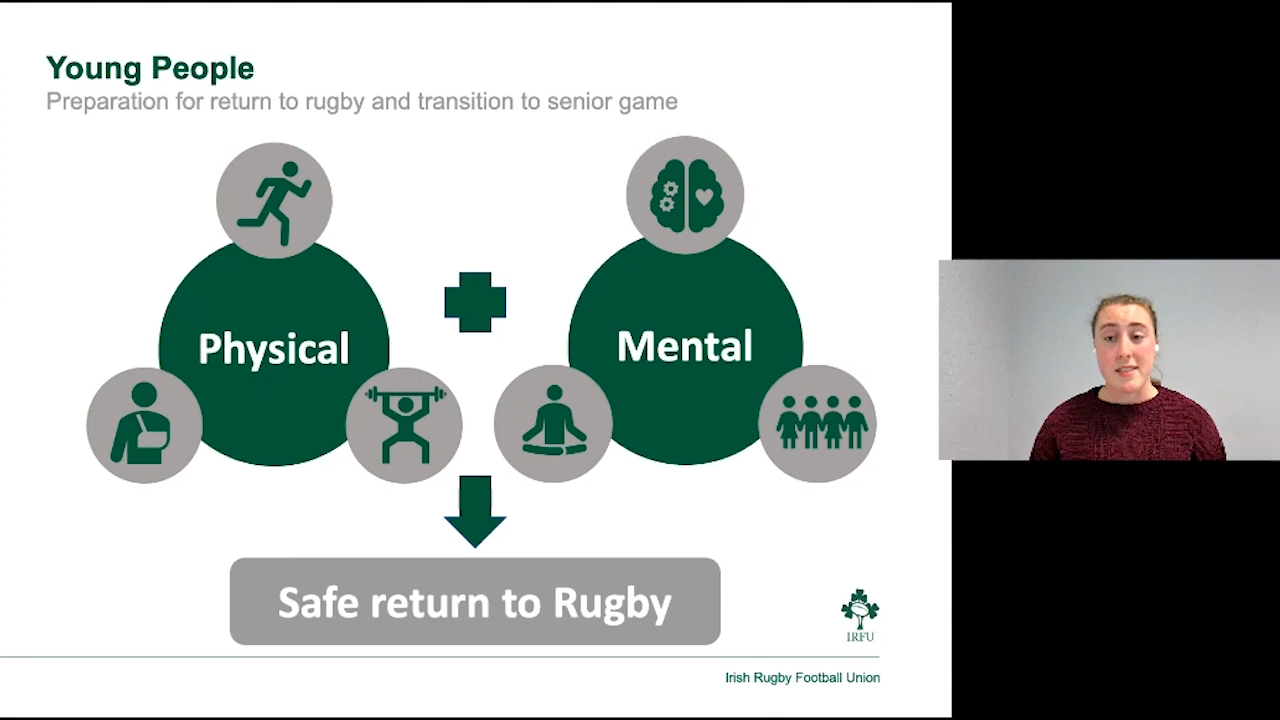 Young People
Preparation for return to rugby and transition to senior game
Physical
Mental
Safe return to Rugby
IRFU
Irish Rugby Football Union